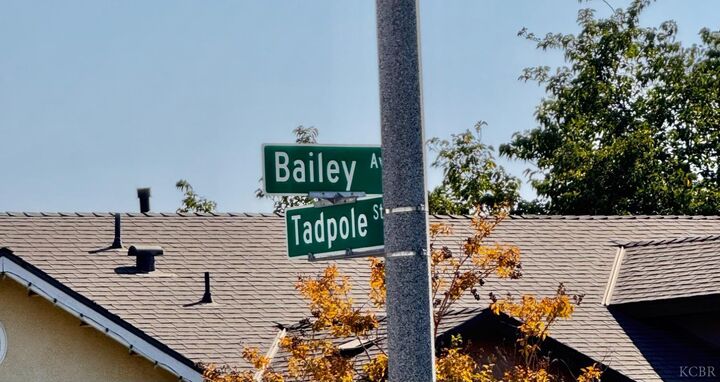 Bailey Av
Tadpole St
KCBR